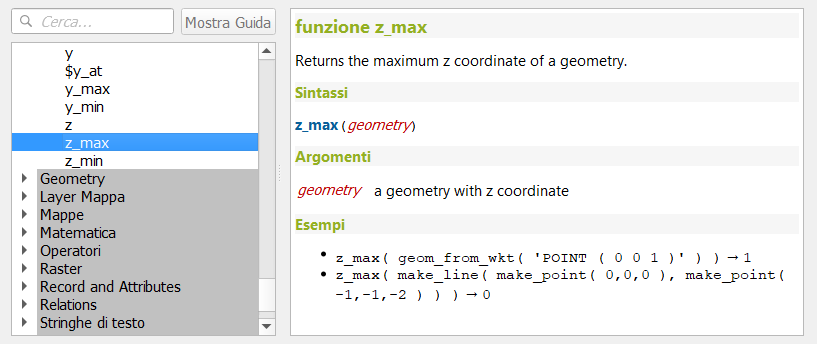 Cerca...
Mostra Guida
y
$y_at
y_max
y_min
z
z_max
z_min
Geometry
Layer Mappa
Mappe
Matematica
Operatori
Raster
Record and Attributes
Relations
Stringhe di testo
funzione z_max
Returns the maximum z coordinate of a geometry.
Sintassi
z_max(geometry)
Argomenti
geometry a geometry with z coordinate
Esempi
• z_max( geom_from_wkt( 'POINT ( 0 0 1 )' ) ) → 1
• z_max( make_line( make_point( 0,0,0 ), make_point(
-1,-1,-2 ) ) ) → 0